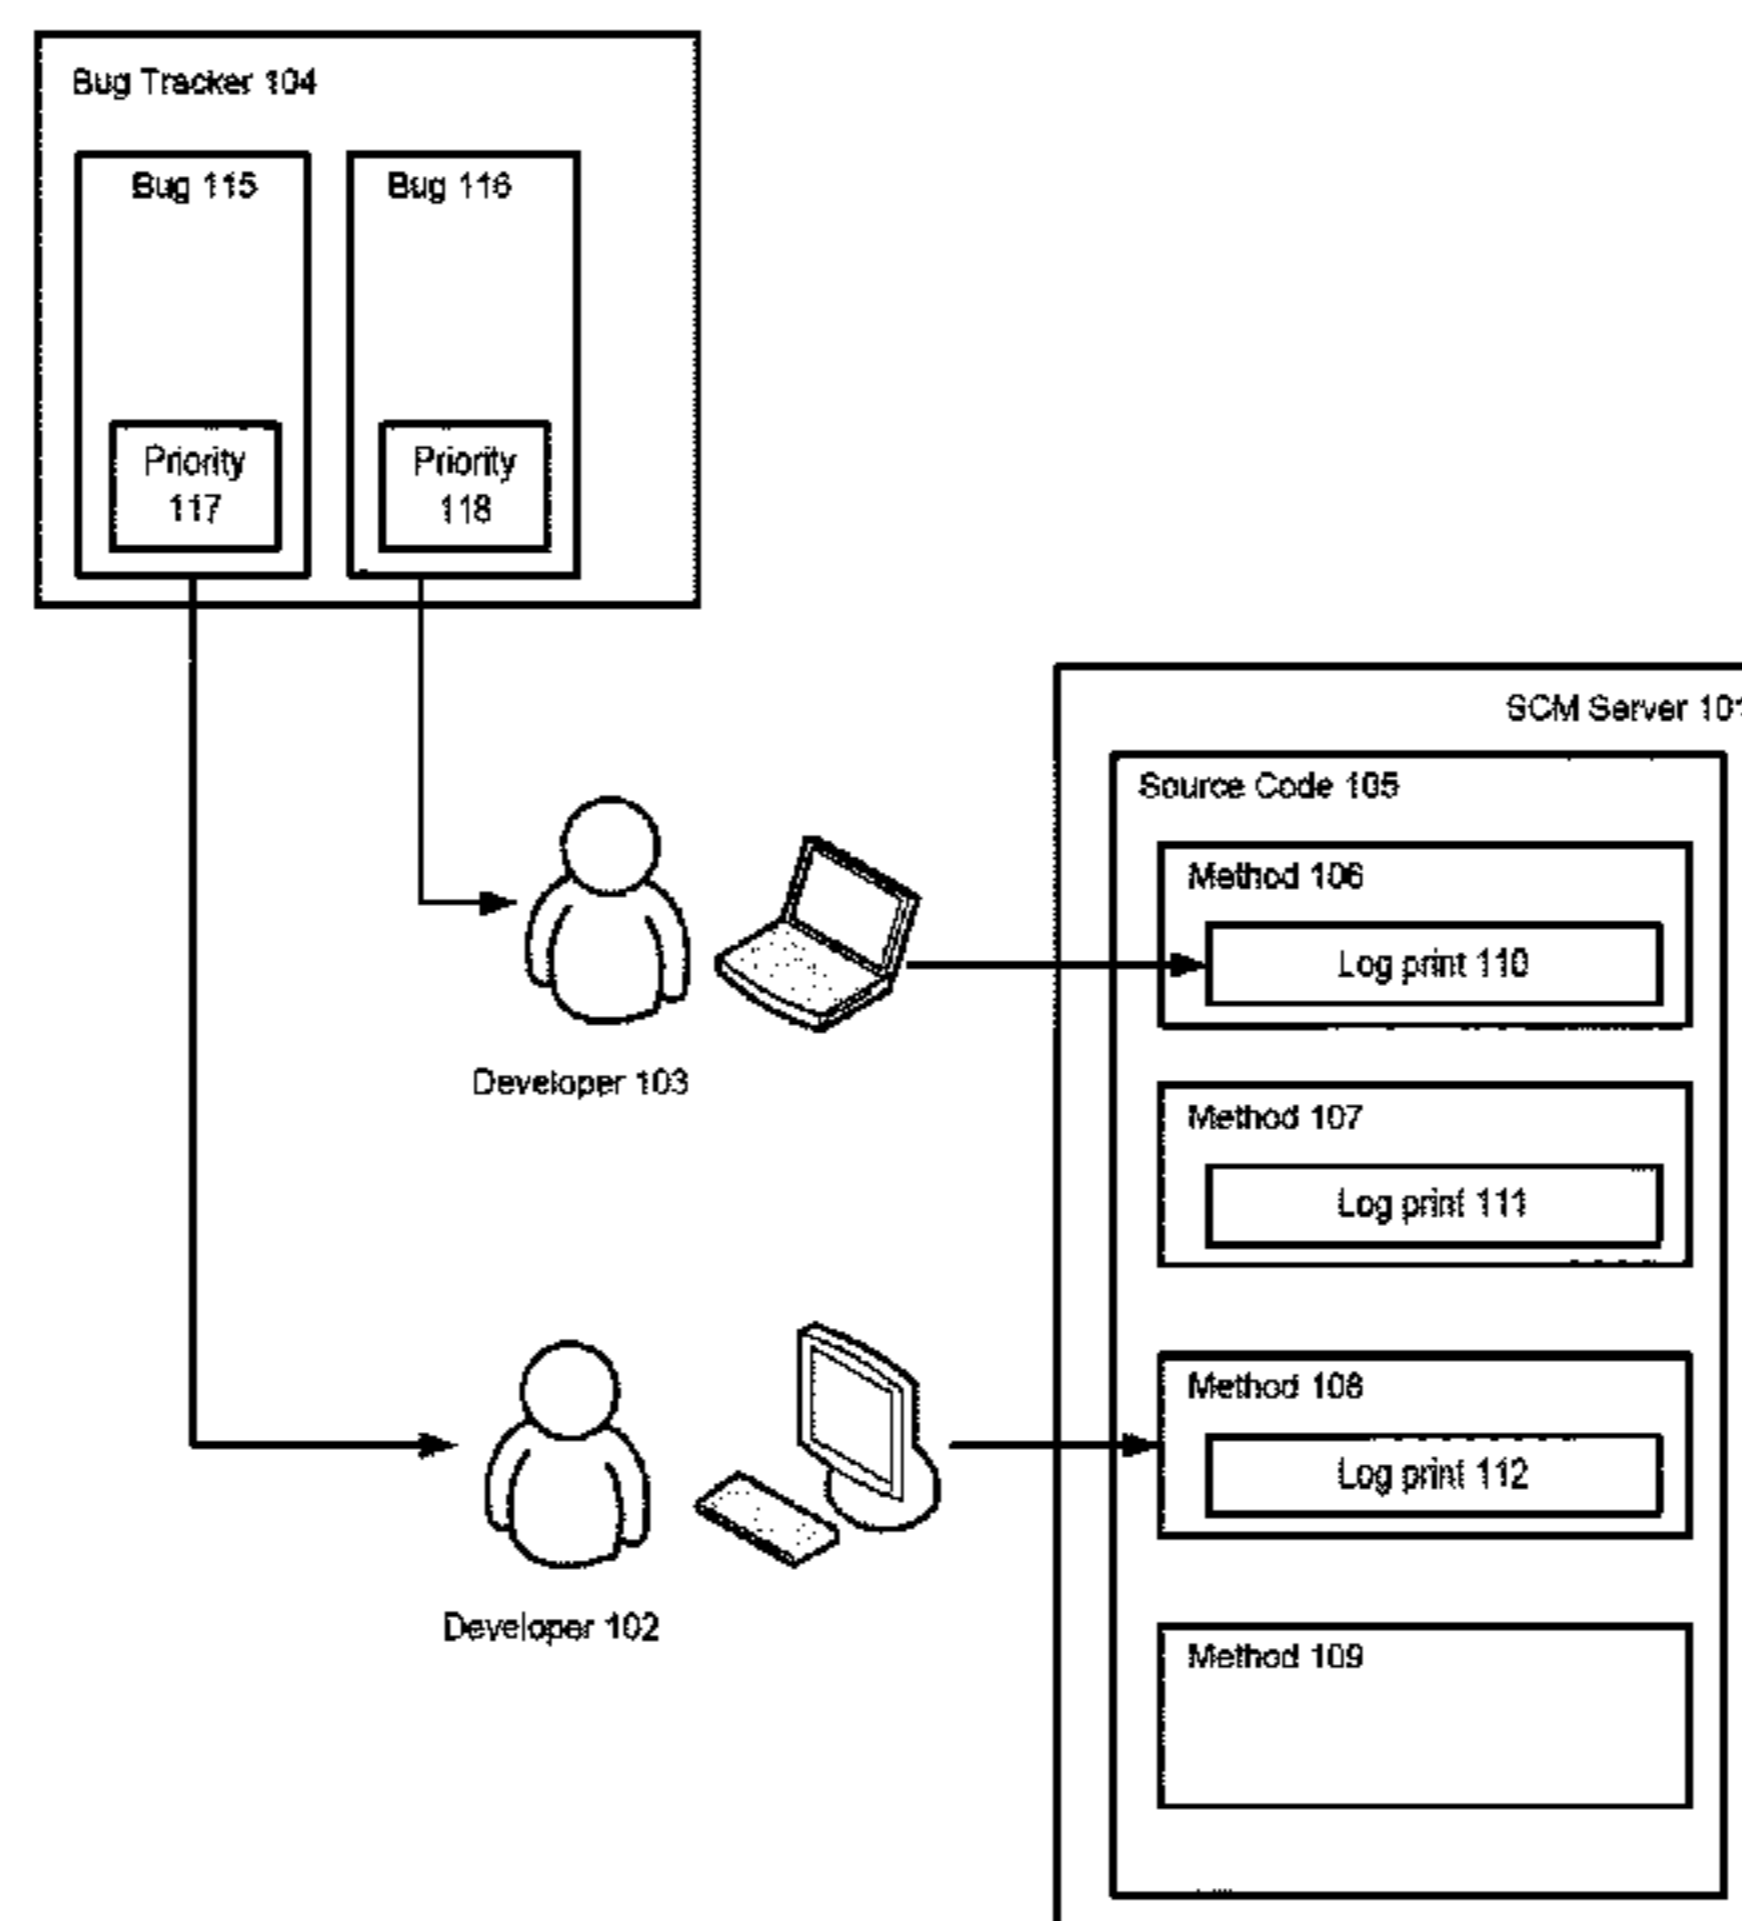 Bug Tracker 104
Bug 115
Bug 116
Priority
117
Priority
118
SCM Server 101
Source Code 105
Method 106
Log print 110
Developer 103
Method 107
Log print 111
Method 108
Log print 112
Developer 102
Method 109